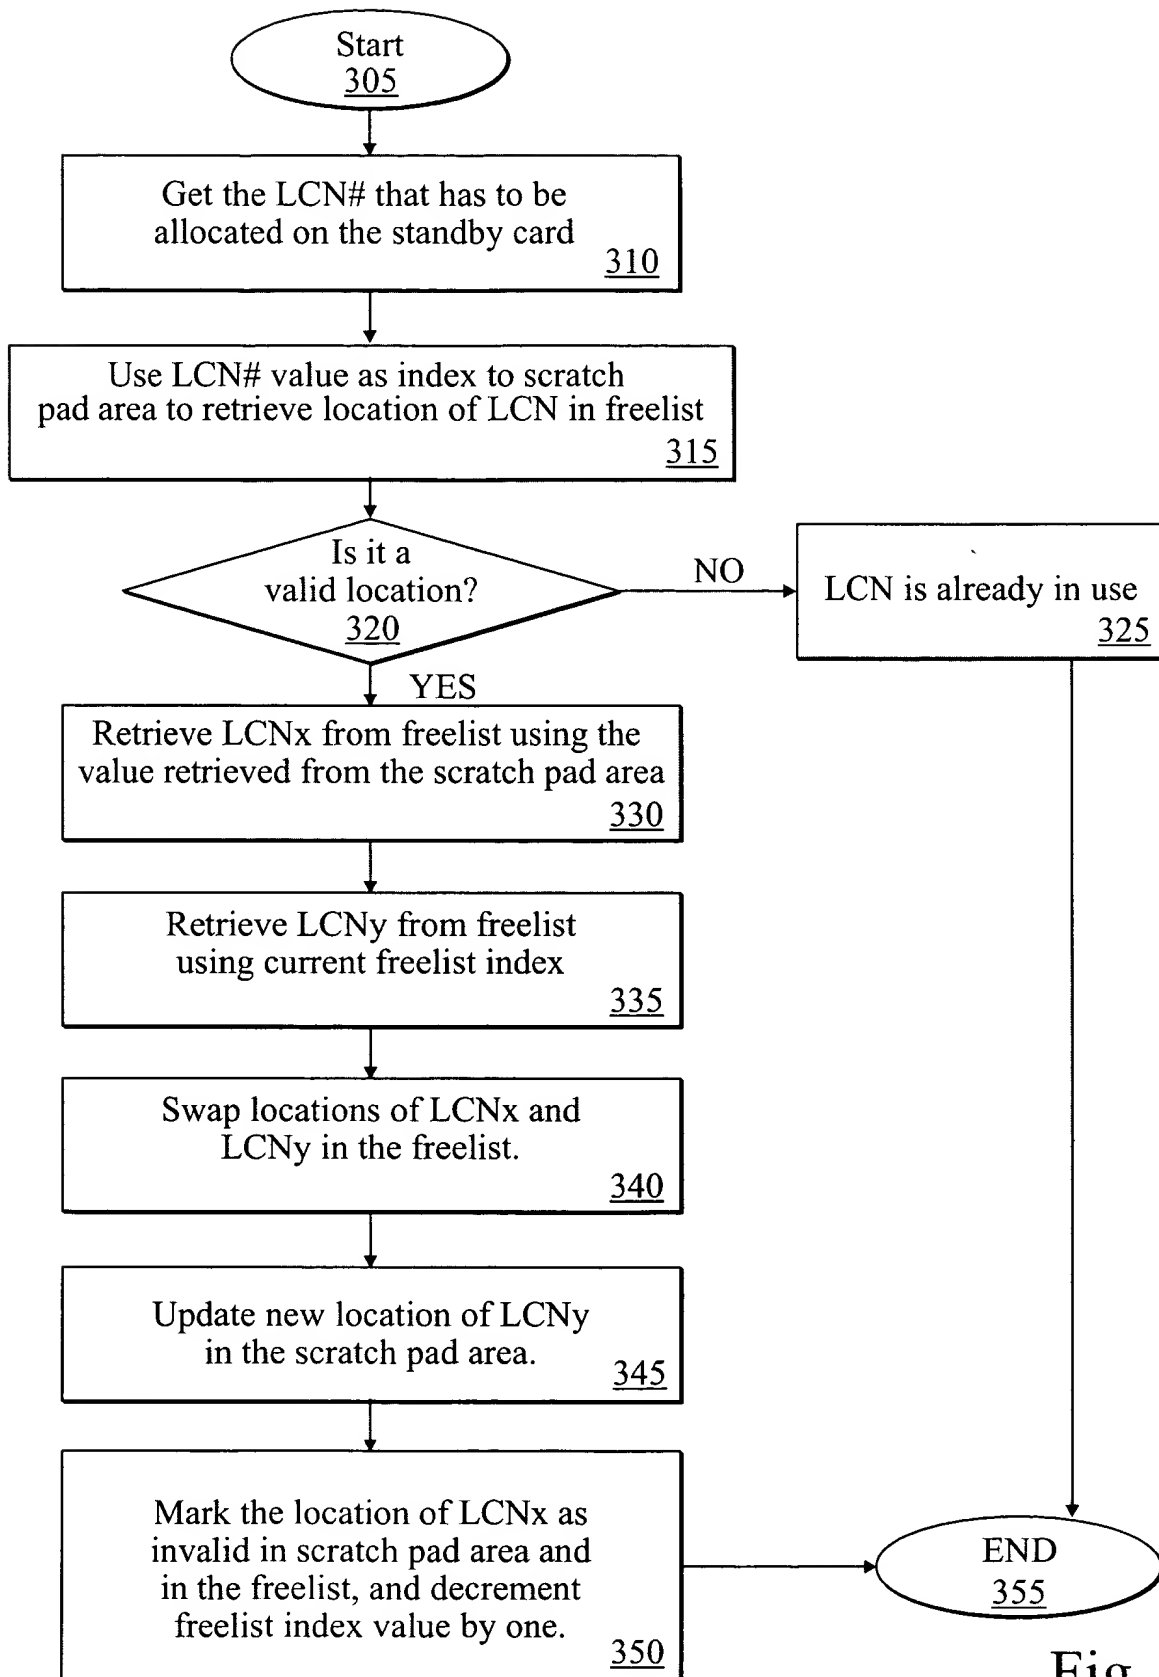 Start
305
Get the LCN# that has to be
allocated on the standby card
310
Use LCN# value as index to scratch
pad area to retrieve location of LCN in freelist
315
Is it a
valid location?
320
NO
LCN is already in use
325
YES
Retrieve LCNx from freelist using the
value retrieved from the scratch pad area
330
Retrieve LCNy from freelist
using current freelist index
335
Swap locations of LCNx and
LCNy in the freelist.
340
Update new location of LCNy
in the scratch pad area.
345
Mark the location of LCNx as
invalid in scratch pad area and
in the freelist, and decrement
freelist index value by one.
350
END
355
Fig